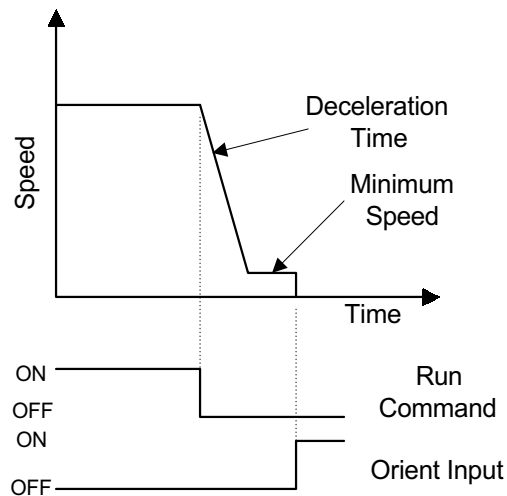 Speed
Deceleration
Time
Minimum
Speed
Time
ON
OFF
Run
Command
ON
OFF
Orient Input